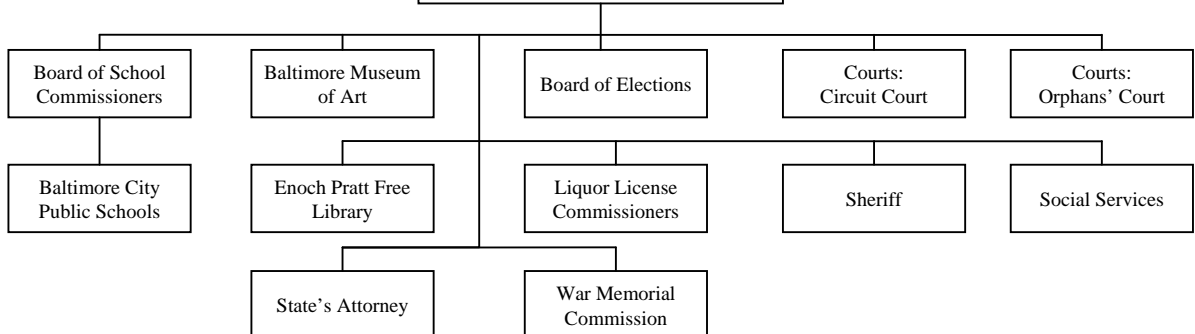 Board of School
Commissioners
Baltimore Museum
of Art
Board of Elections
Courts:
Circuit Court
Courts:
Orphans’ Court
Baltimore City
Public Schools
Enoch Pratt Free
Library
Liquor License
Commissioners
Sheriff
Social Services
State’s Attorney
War Memorial
Commission